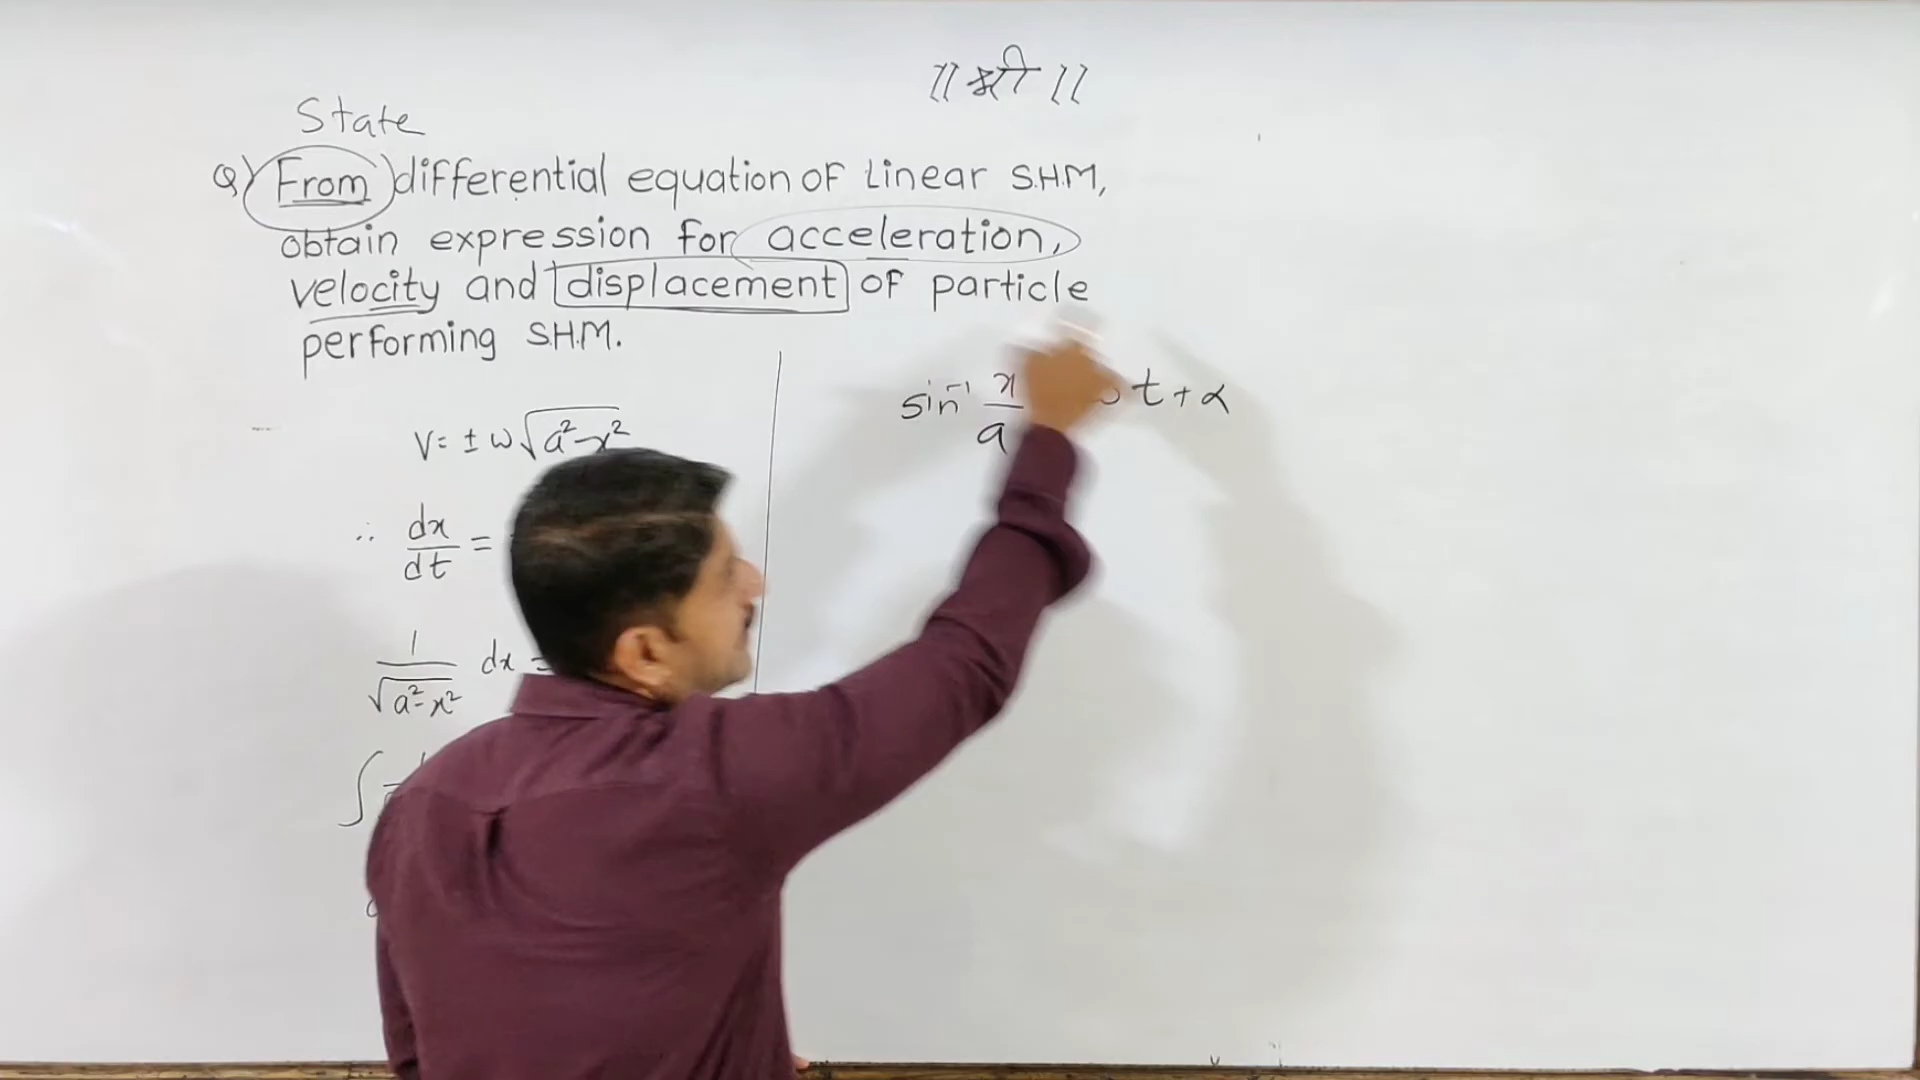 ॥ श्री ॥
State
Q) From differential equation of Linear S.H.M,
obtain expression for acceleration,
velocity and displacement of particle
performing S.H.M.
V = ± ω √a²-x²
∴ dx/dt =
1/√a²-x² dx =
∫
sin⁻¹ x/a t + α